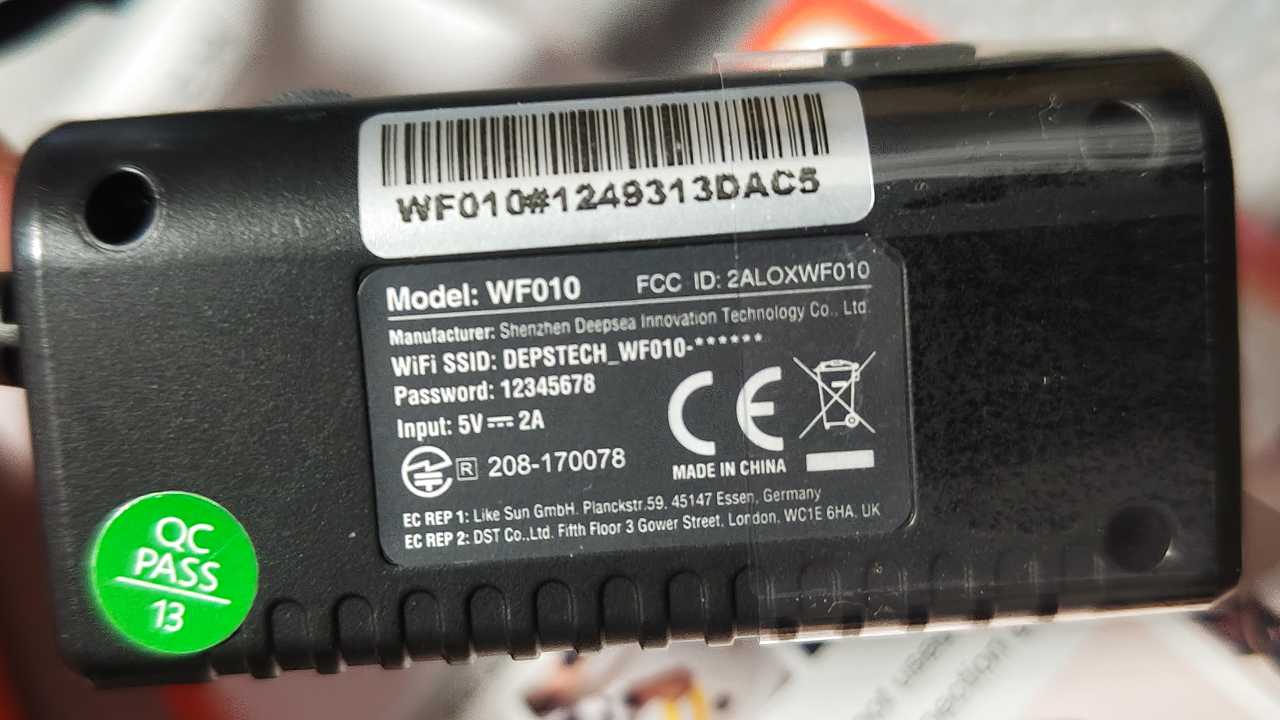 WF010#1249313DAC5
Model: WF010 FCC ID: 2ALOXWF010
Manufacturer: Shenzhen Deepsea Innovation Technology Co., Ltd.
WiFi SSID: DEPSTECH_WF010-******
Password: 12345678
Input: 5V⎓2A
R 208-170078
CE
MADE IN CHINA
EC REP 1: Like Sun GmbH. Planckstr.59. 45147 Essen, Germany
EC REP 2: DST Co.,Ltd. Fifth Floor 3 Gower Street. London. WC1E 6HA. UK
QC
PASS
13